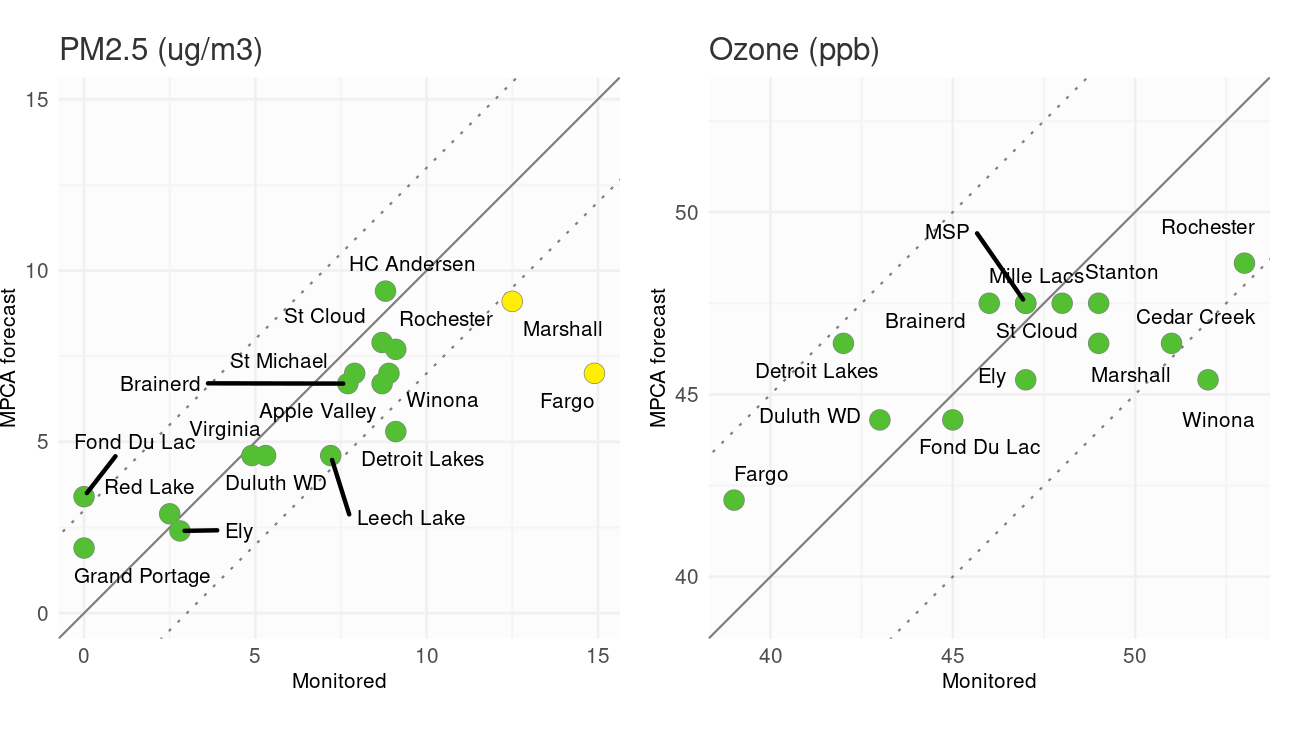 PM2.5 (ug/m3)
MPCA forecast
15
10
5
0
HC Andersen
St Cloud
Rochester
Marshall
St Michael
Brainerd
Fargo
Winona
Apple Valley
Virginia
Fond Du Lac
Detroit Lakes
Duluth WD
Red Lake
Leech Lake
Ely
Grand Portage
0
5
10
15
Monitored
Ozone (ppb)
MPCA forecast
50
45
40
Rochester
MSP
Mille Lacs
Stanton
Brainerd
St Cloud
Cedar Creek
Detroit Lakes
Ely
Marshall
Duluth WD
Winona
Fond Du Lac
Fargo
40
45
50
Monitored